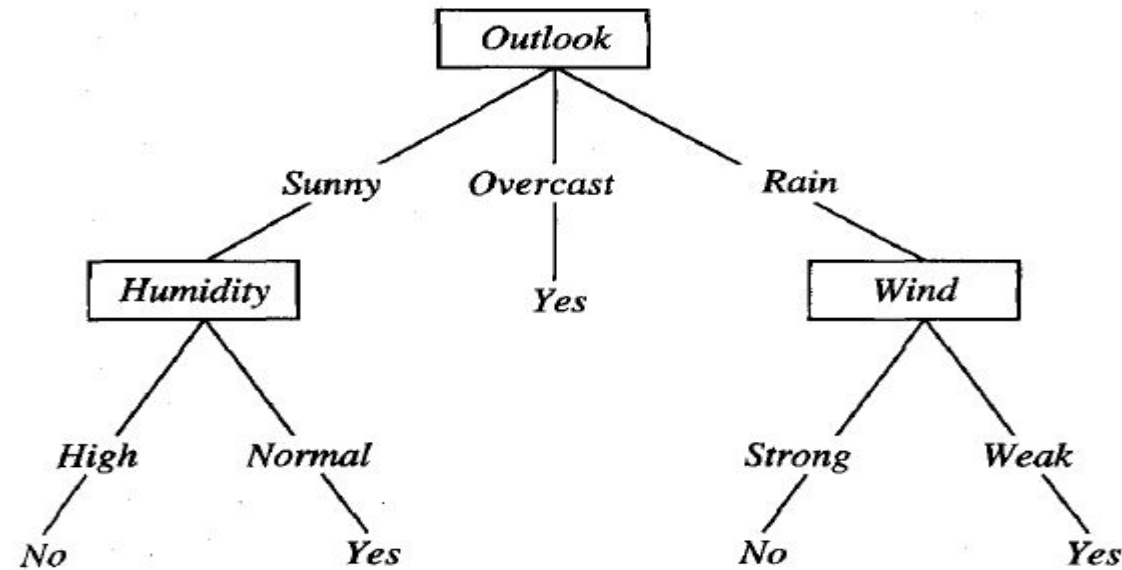 Outlook
Sunny Overcast Rain
Humidity Yes Wind
High Normal Strong Weak
No Yes No Yes